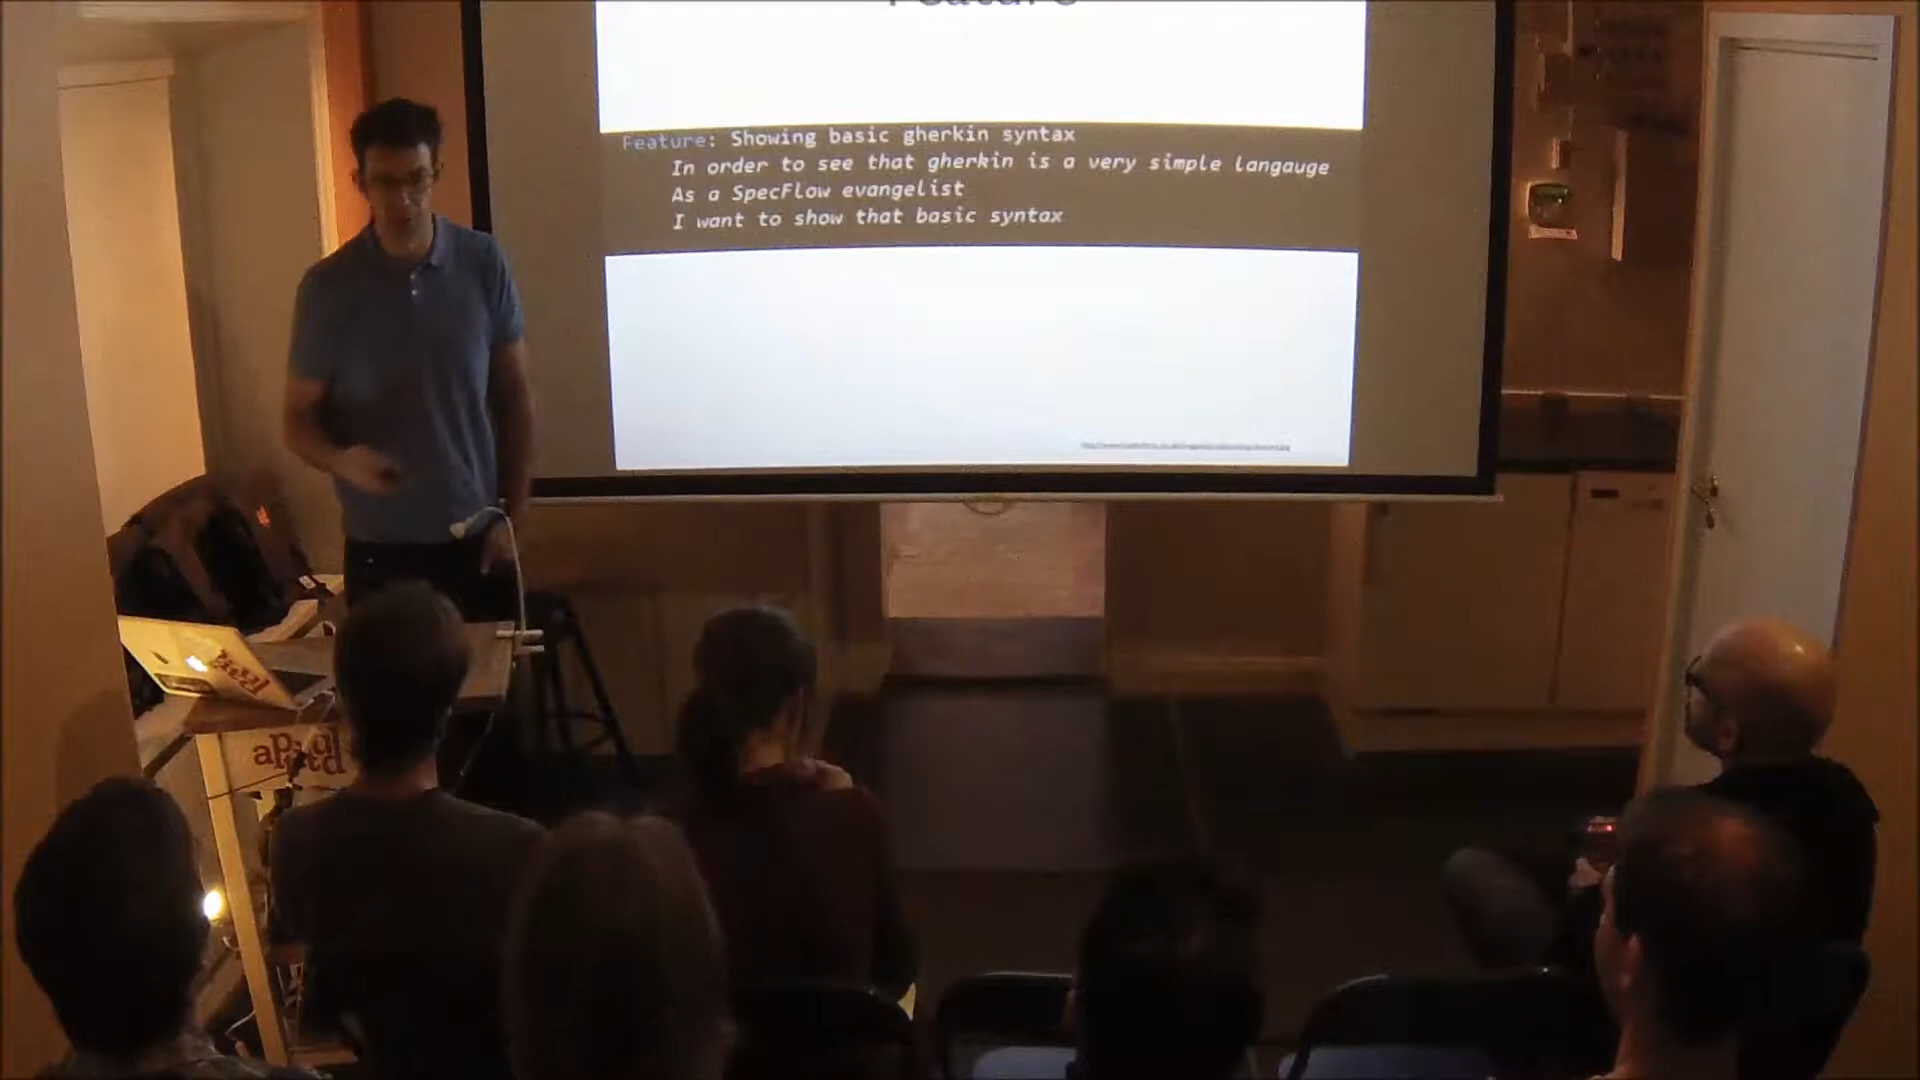 Feature
Feature: Showing basic gherkin syntax
In order to see that gherkin is a very simple langauge
As a SpecFlow evangelist
I want to show that basic syntax